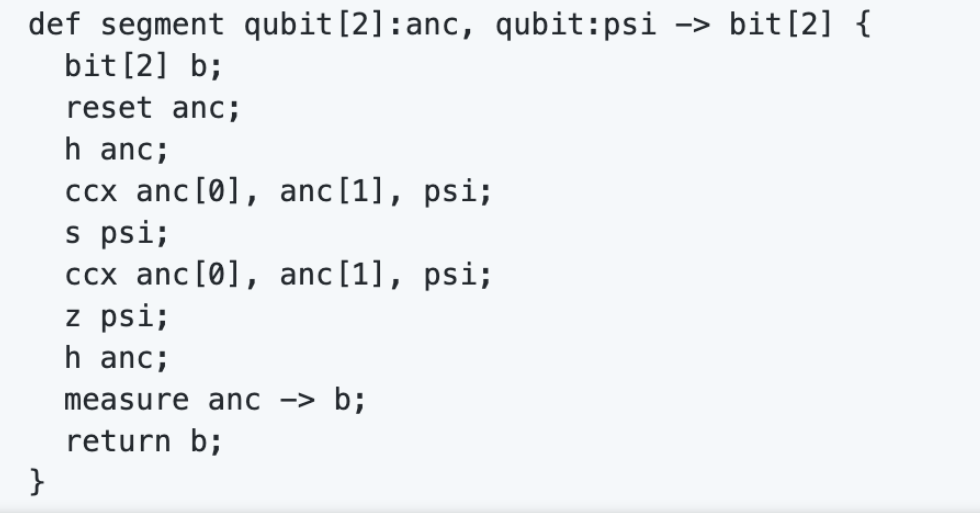 def segment qubit[2]:anc, qubit:psi -> bit[2] {
  bit[2] b;
  reset anc;
  h anc;
  ccx anc[0], anc[1], psi;
  s psi;
  ccx anc[0], anc[1], psi;
  z psi;
  h anc;
  measure anc -> b;
  return b;
}